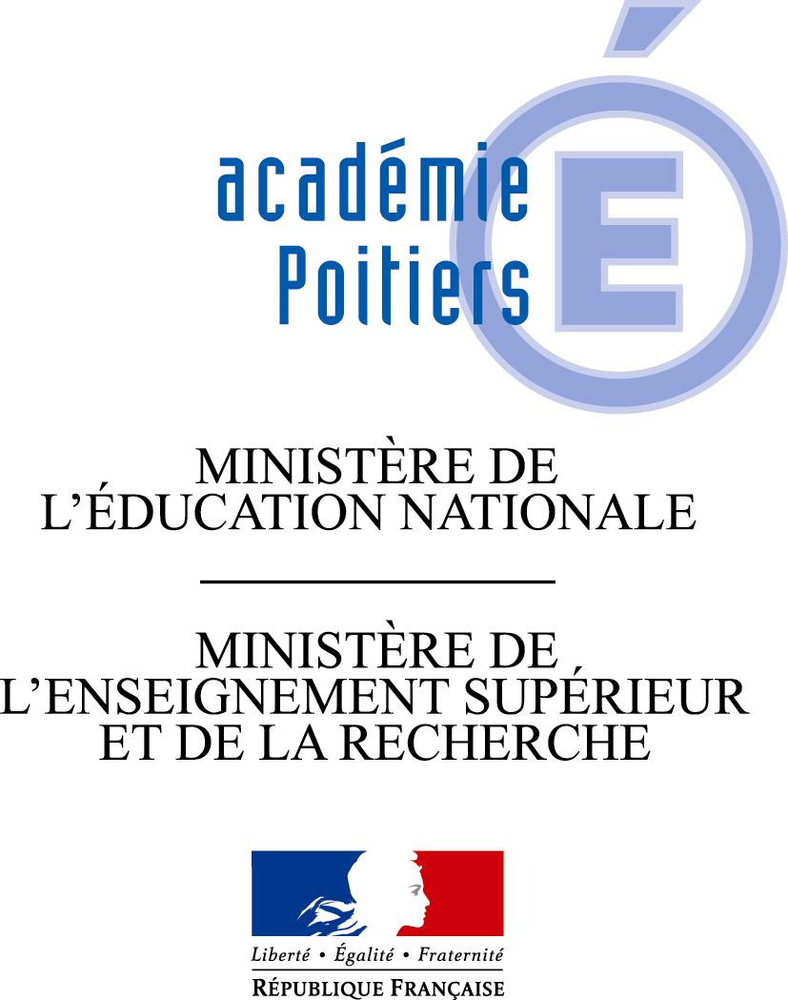 académie
Poitiers
É
MINISTÈRE DE
L’ÉDUCATION NATIONALE
MINISTÈRE DE
L’ENSEIGNEMENT SUPÉRIEUR
ET DE LA RECHERCHE
Liberté • Égalité • Fraternité
RÉPUBLIQUE FRANÇAISE